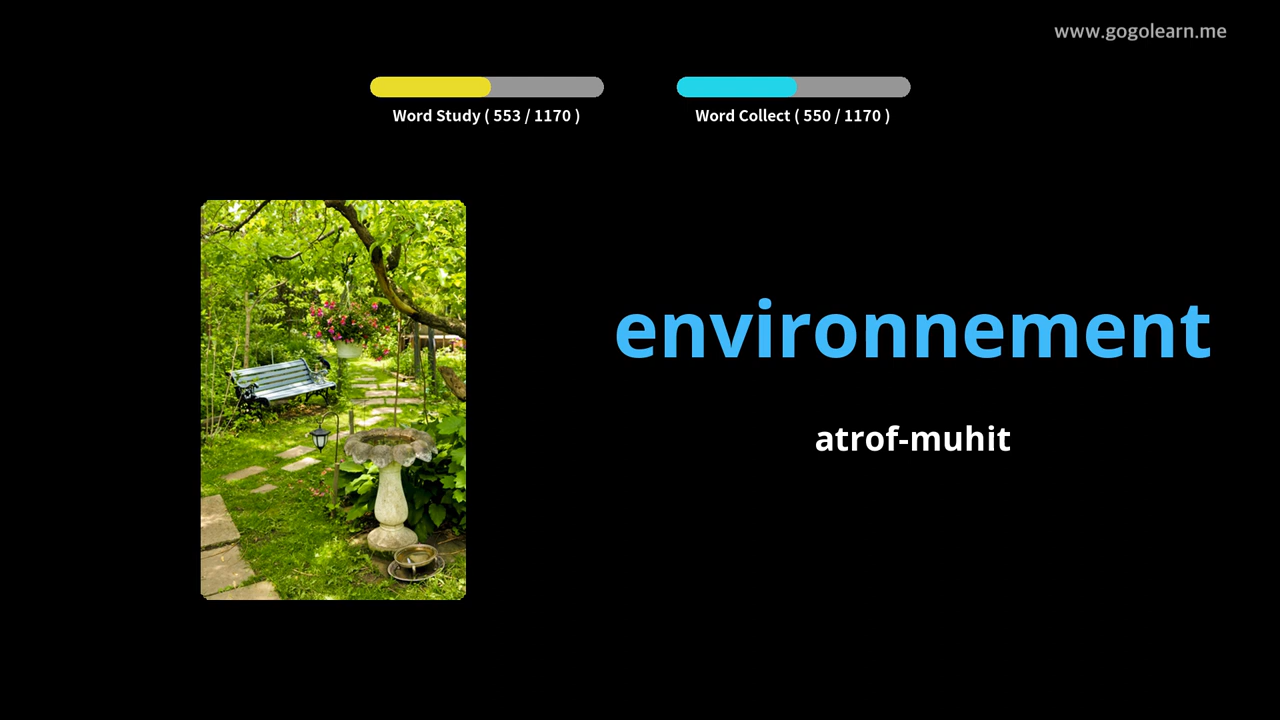 www.gogolearn.me
Word Study ( 553 / 1170 )
Word Collect ( 550 / 1170 )
environnement
atrof-muhit